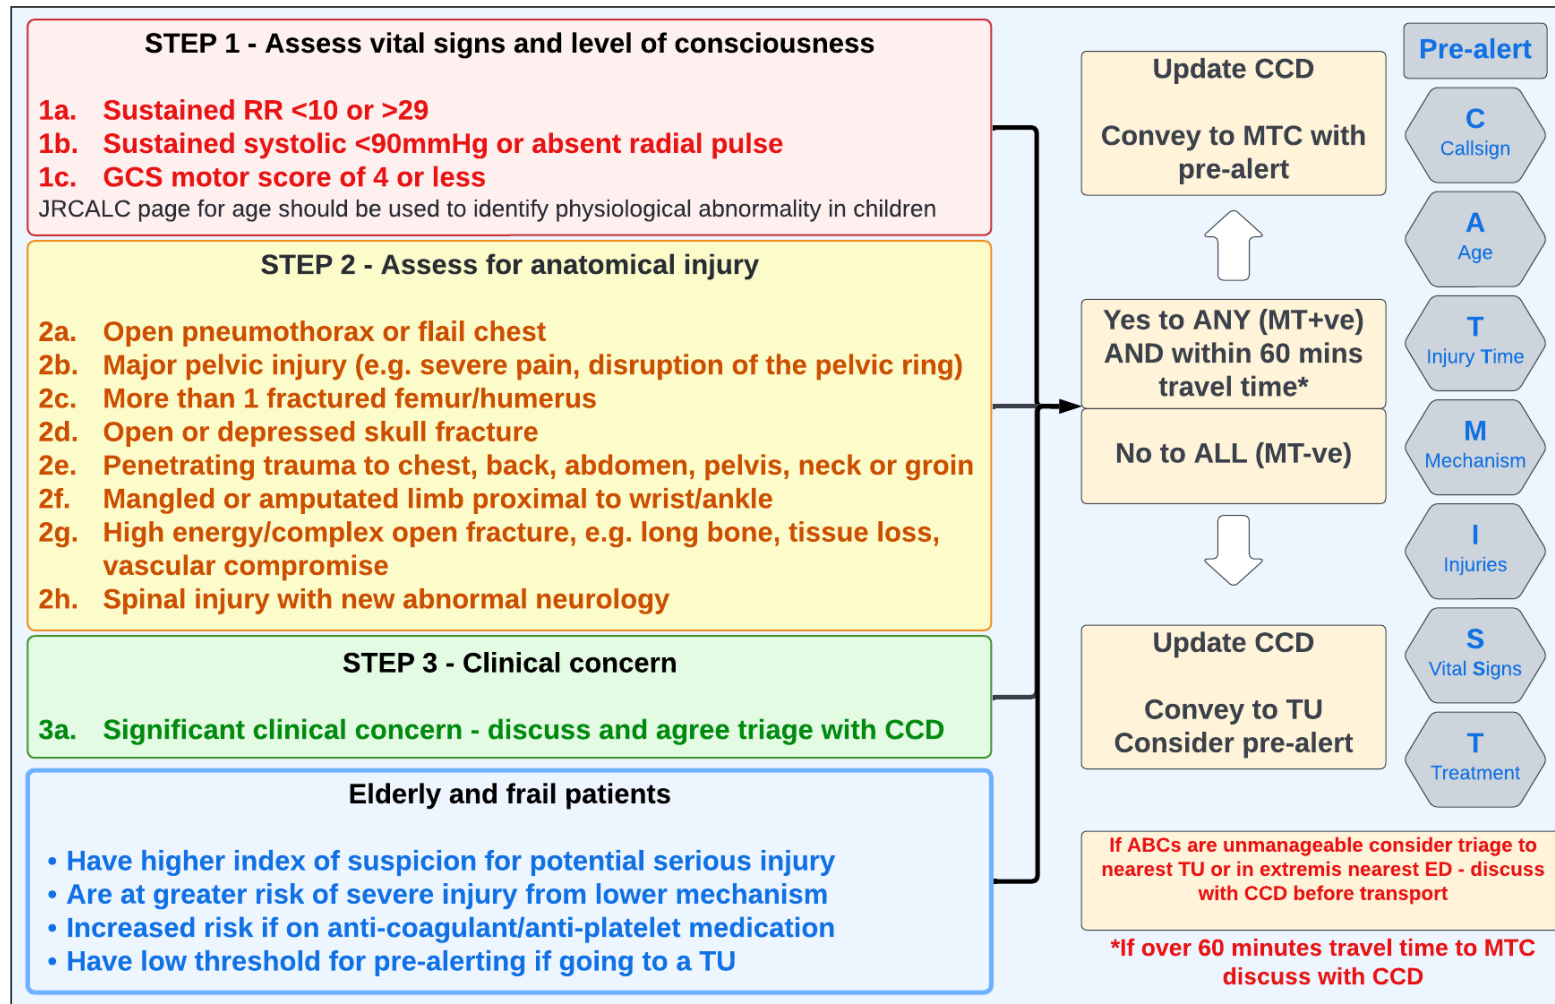 STEP 1 - Assess vital signs and level of consciousness
1a. Sustained RR <10 or >29
1b. Sustained systolic <90mmHg or absent radial pulse
1c. GCS motor score of 4 or less
JRCALC page for age should be used to identify physiological abnormality in children
STEP 2 - Assess for anatomical injury
2a. Open pneumothorax or flail chest
2b. Major pelvic injury (e.g. severe pain, disruption of the pelvic ring)
2c. More than 1 fractured femur/humerus
2d. Open or depressed skull fracture
2e. Penetrating trauma to chest, back, abdomen, pelvis, neck or groin
2f. Mangled or amputated limb proximal to wrist/ankle
2g. High energy/complex open fracture, e.g. long bone, tissue loss,
vascular compromise
2h. Spinal injury with new abnormal neurology
STEP 3 - Clinical concern
3a. Significant clinical concern - discuss and agree triage with CCD
Elderly and frail patients
• Have higher index of suspicion for potential serious injury
• Are at greater risk of severe injury from lower mechanism
• Increased risk if on anti-coagulant/anti-platelet medication
• Have low threshold for pre-alerting if going to a TU
Update CCD
Convey to MTC with
pre-alert
Yes to ANY (MT+ve)
AND within 60 mins
travel time*
No to ALL (MT-ve)
Update CCD
Convey to TU
Consider pre-alert
If ABCs are unmanageable consider triage to
nearest TU or in extremis nearest ED - discuss
with CCD before transport
*If over 60 minutes travel time to MTC
discuss with CCD
Pre-alert
C
Callsign
A
Age
T
Injury Time
M
Mechanism
I
Injuries
S
Vital Signs
T
Treatment